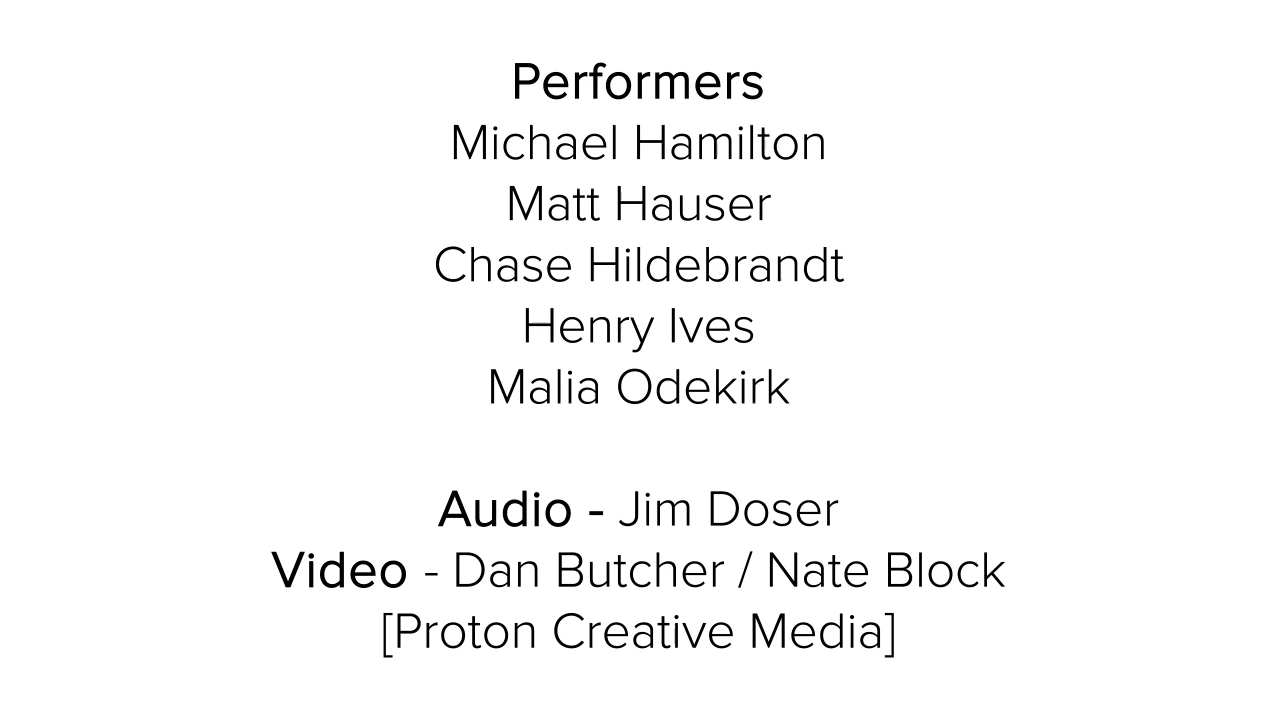 Performers
Michael Hamilton
Matt Hauser
Chase Hildebrandt
Henry Ives
Malia Odekirk
Audio - Jim Doser
Video - Dan Butcher / Nate Block
[Proton Creative Media]